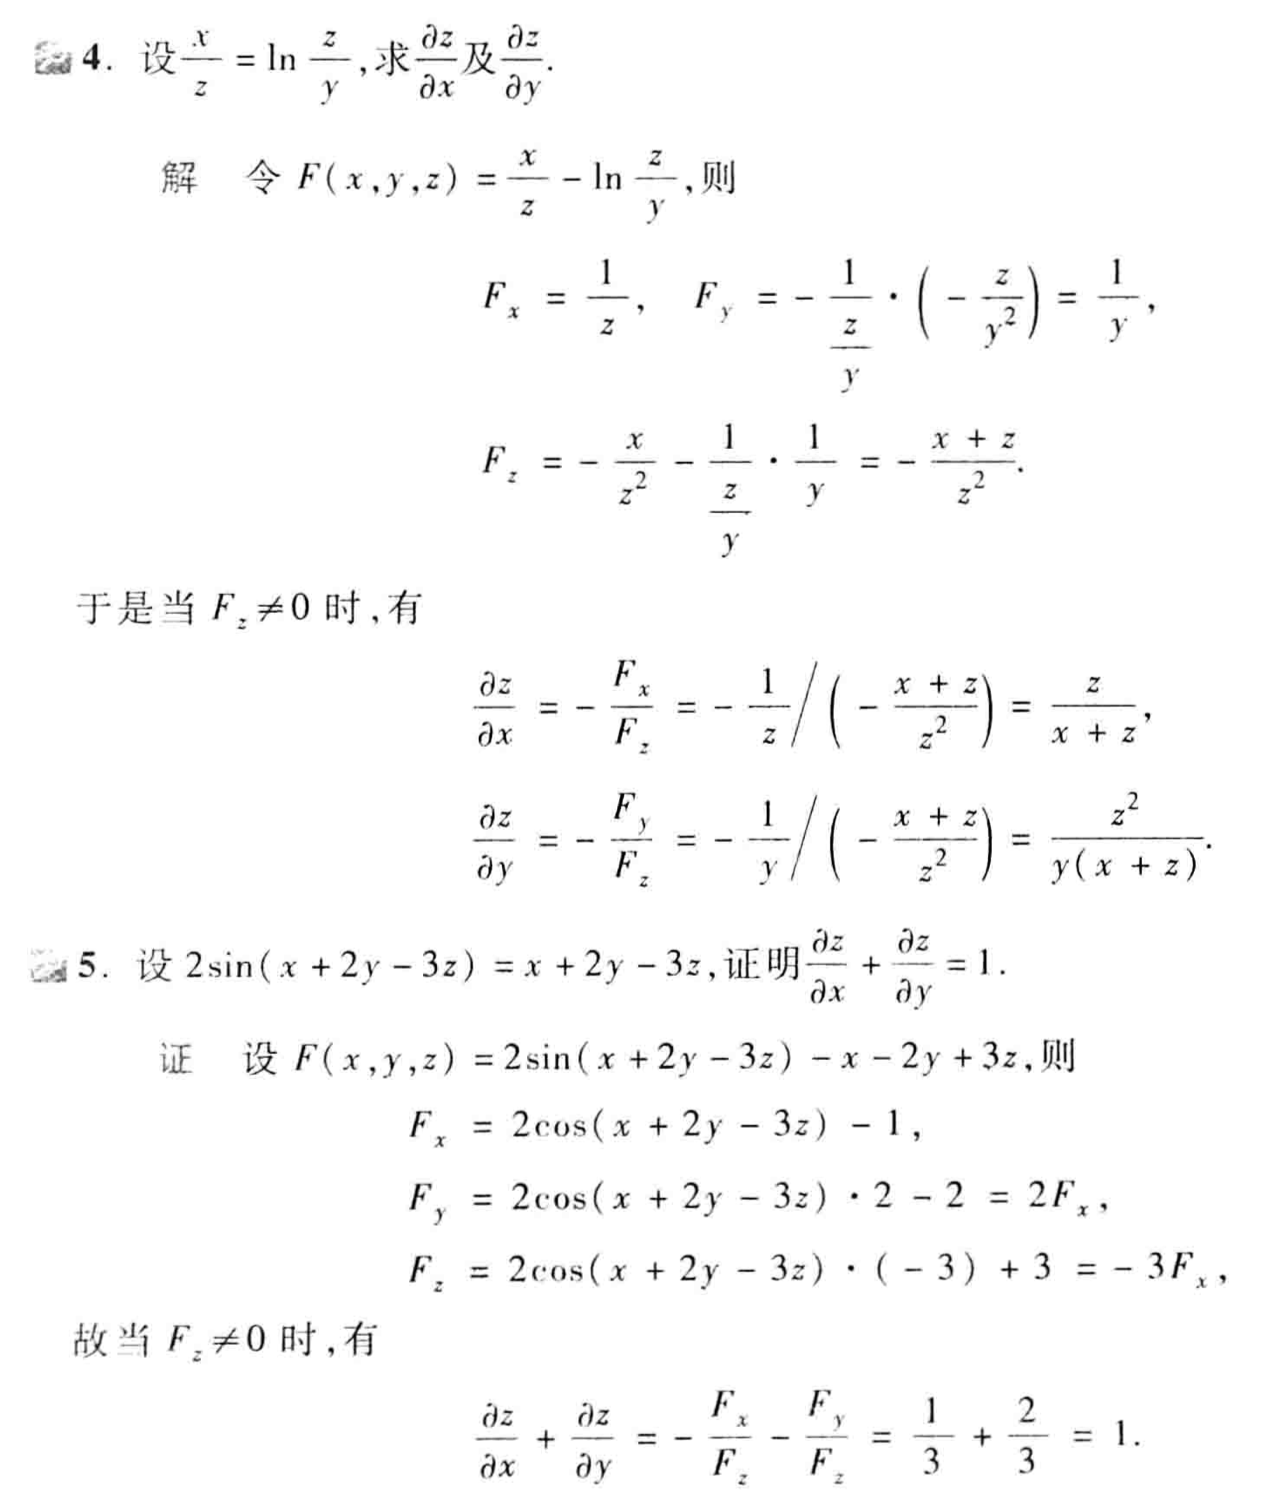 4. 设 $\frac{x}{z} = \ln \frac{z}{y}$,求 $\frac{\partial z}{\partial x}$ 及 $\frac{\partial z}{\partial y}$.
解 令 $F(x,y,z) = \frac{x}{z} - \ln \frac{z}{y}$,则
$F_x = \frac{1}{z}, \quad F_y = -\frac{1}{\frac{z}{y}} \cdot \left(-\frac{z}{y^2}\right) = \frac{1}{y},$
$F_z = -\frac{x}{z^2} - \frac{1}{\frac{z}{y}} \cdot \frac{1}{y} = -\frac{x+z}{z^2}.$
于是当 $F_z \neq 0$ 时,有
$\frac{\partial z}{\partial x} = -\frac{F_x}{F_z} = -\frac{1}{z} \Big/ \left(-\frac{x+z}{z^2}\right) = \frac{z}{x+z},$
$\frac{\partial z}{\partial y} = -\frac{F_y}{F_z} = -\frac{1}{y} \Big/ \left(-\frac{x+z}{z^2}\right) = \frac{z^2}{y(x+z)}.$
5. 设 $2\sin(x+2y-3z) = x+2y-3z$,证明 $\frac{\partial z}{\partial x} + \frac{\partial z}{\partial y} = 1.$
证 设 $F(x,y,z) = 2\sin(x+2y-3z) - x - 2y + 3z$,则
$F_x = 2\cos(x+2y-3z) - 1,$
$F_y = 2\cos(x+2y-3z) \cdot 2 - 2 = 2F_x,$
$F_z = 2\cos(x+2y-3z) \cdot (-3) + 3 = -3F_x,$
故当 $F_z \neq 0$ 时,有
$\frac{\partial z}{\partial x} + \frac{\partial z}{\partial y} = -\frac{F_x}{F_z} - \frac{F_y}{F_z} = \frac{1}{3} + \frac{2}{3} = 1.$